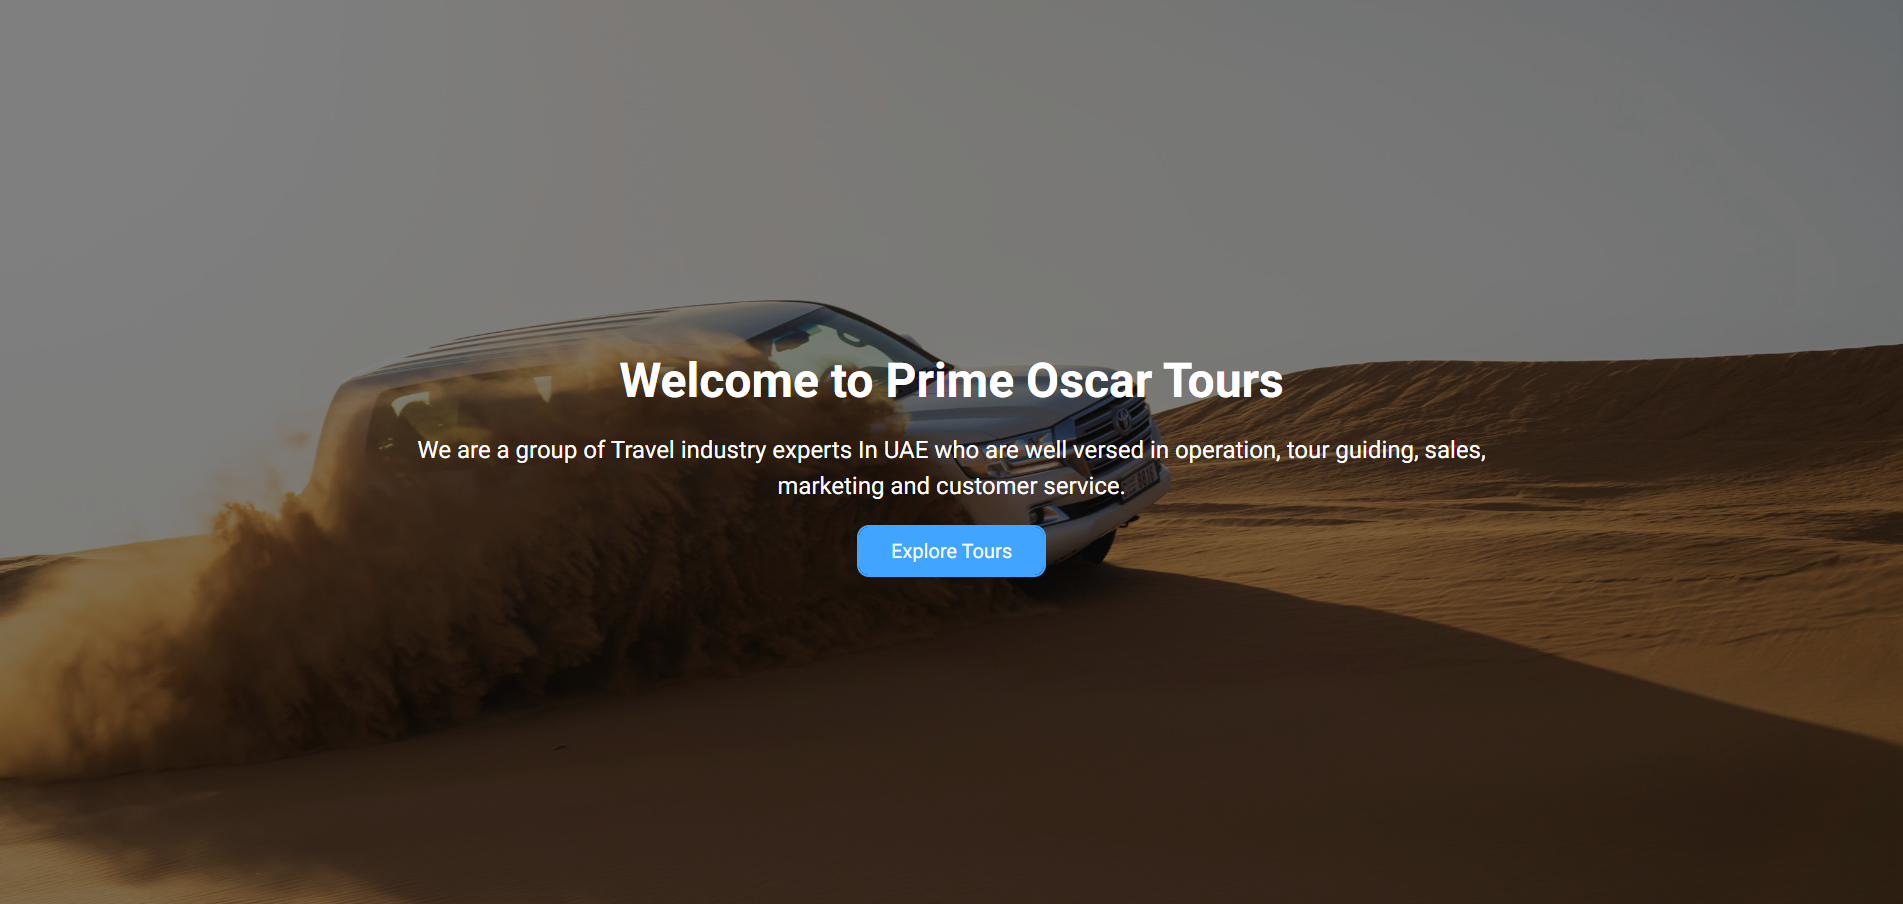 Welcome to Prime Oscar Tours
We are a group of Travel industry experts In UAE who are well versed in operation, tour guiding, sales,
marketing and customer service.
Explore Tours